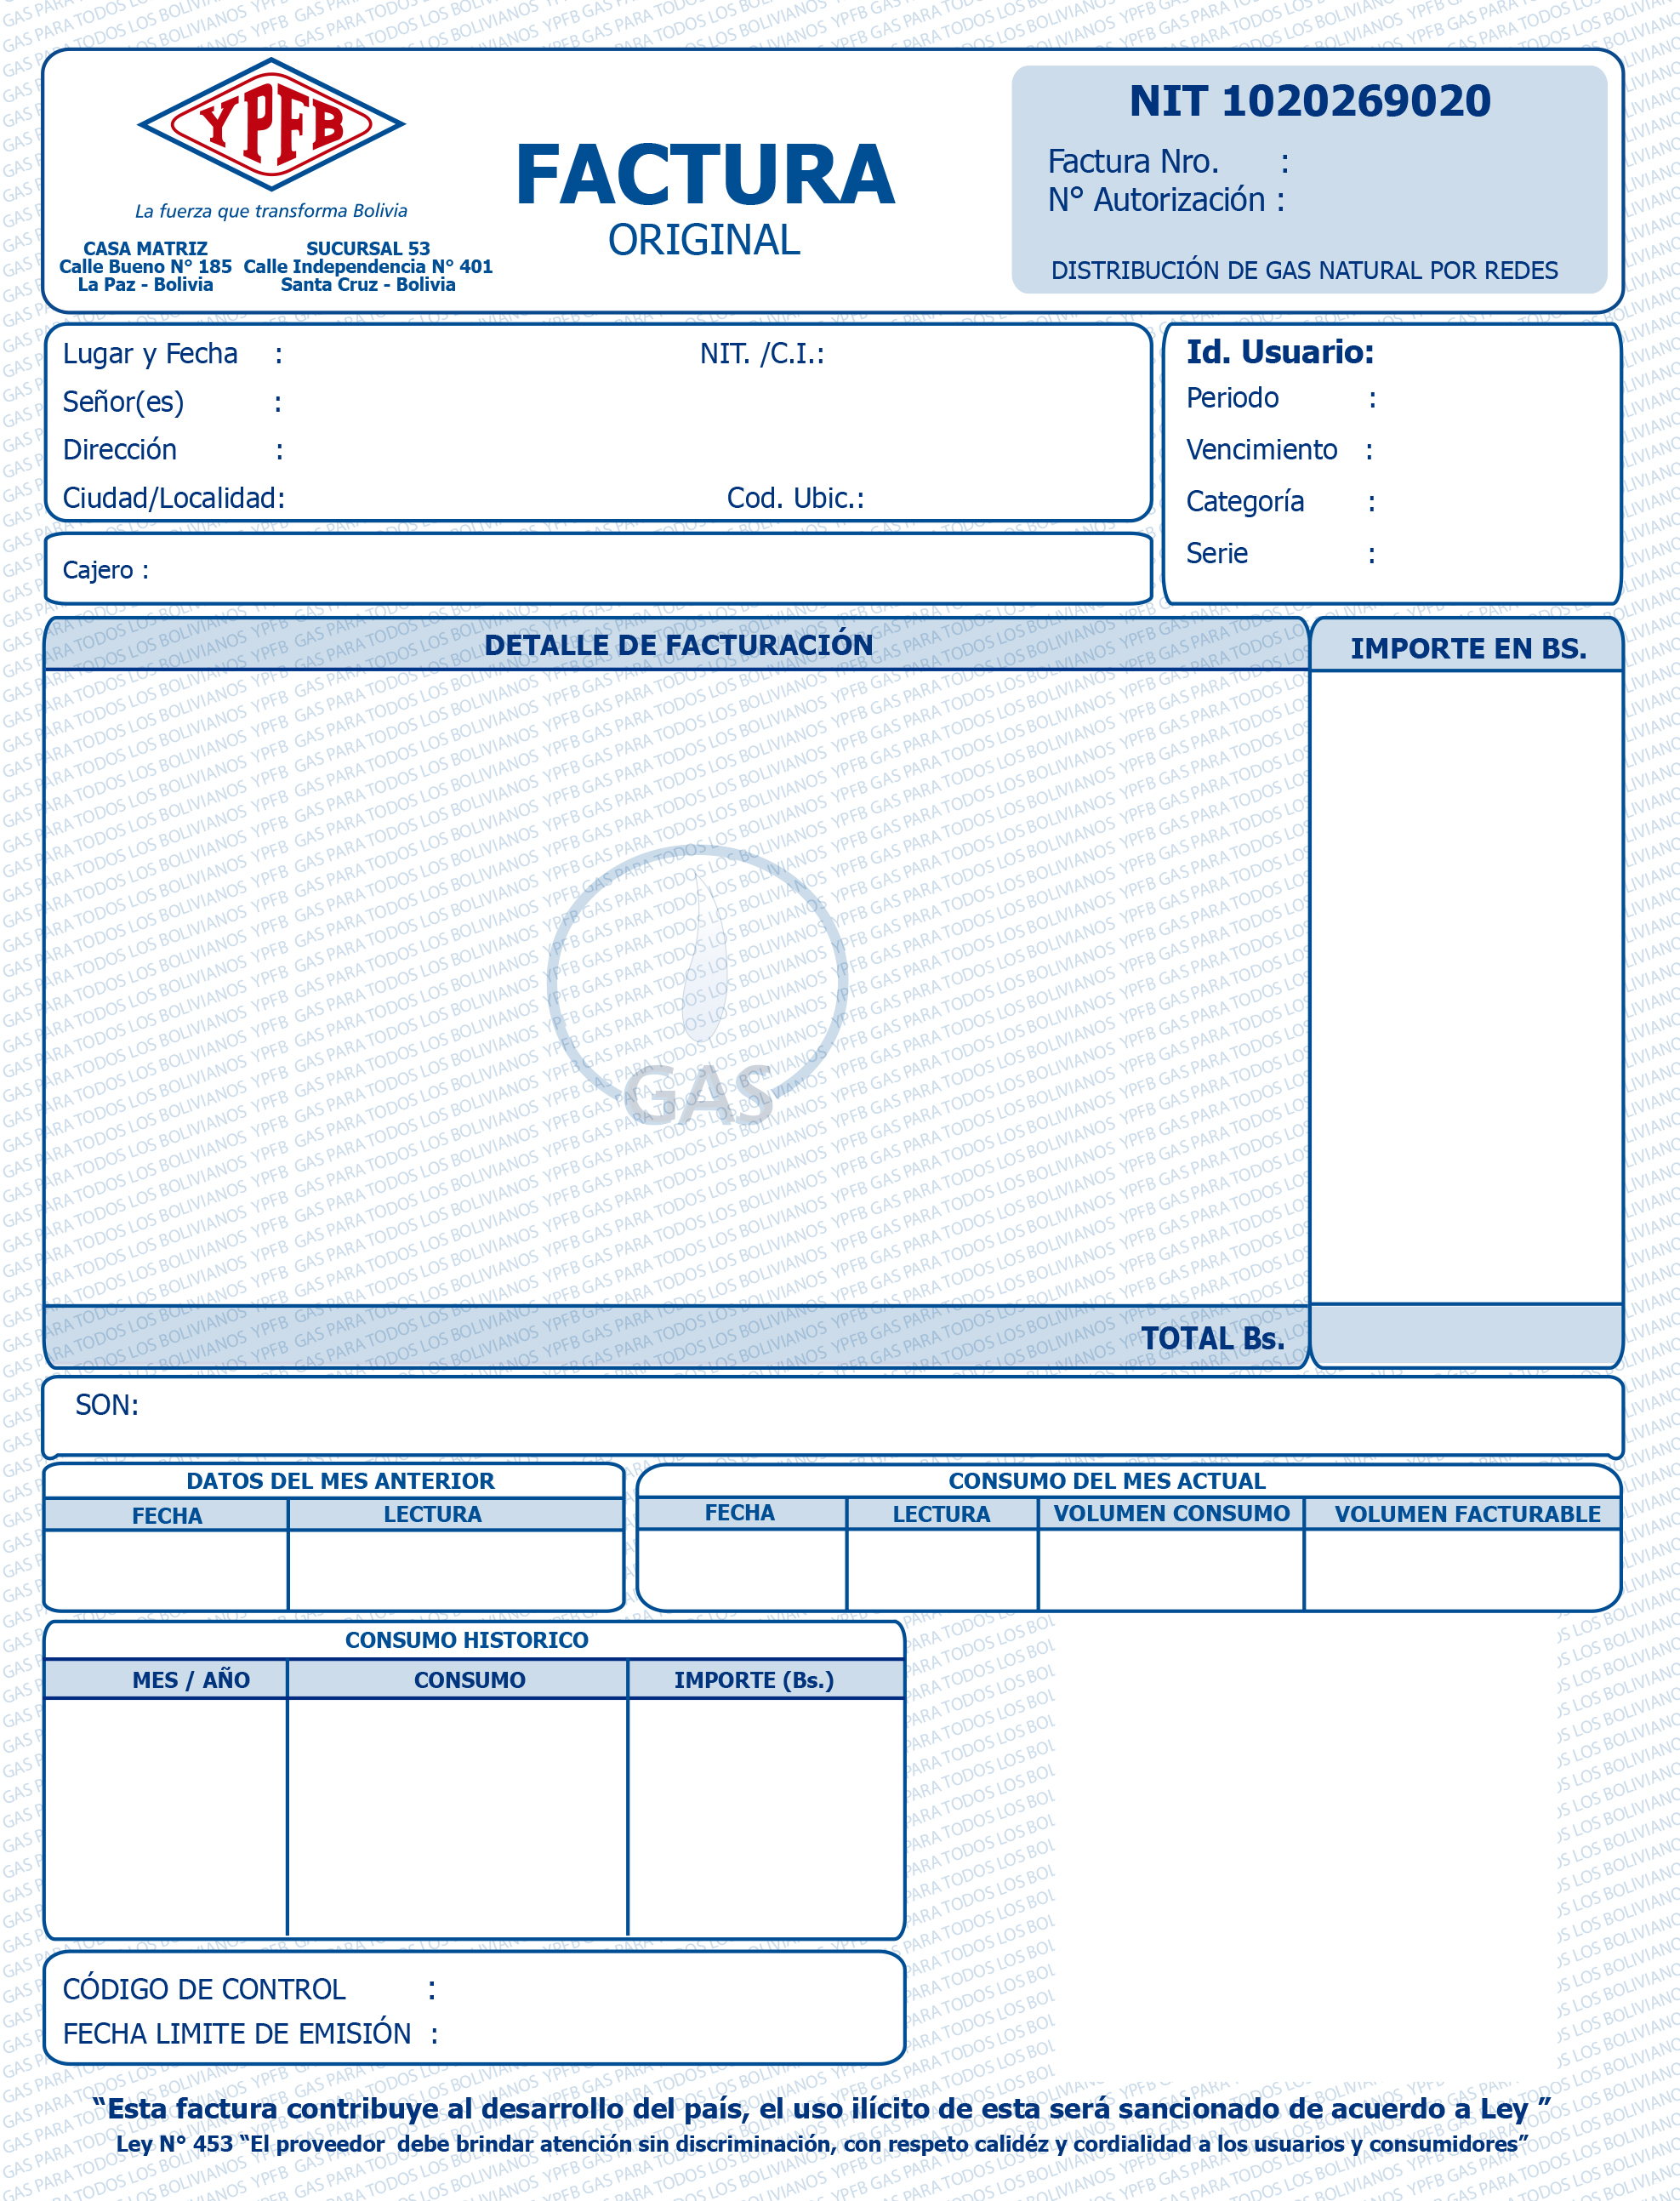 YPFB
La fuerza que transforma Bolivia
CASA MATRIZ
Calle Bueno N° 185
La Paz - Bolivia
SUCURSAL 53
Calle Independencia N° 401
Santa Cruz - Bolivia
FACTURA
ORIGINAL
NIT 1020269020
Factura Nro. :
N° Autorización :
DISTRIBUCIÓN DE GAS NATURAL POR REDES
Lugar y Fecha : NIT. /C.I.:
Señor(es) :
Dirección :
Ciudad/Localidad: Cod. Ubic.:
Cajero :
Id. Usuario:
Periodo :
Vencimiento :
Categoría :
Serie :
DETALLE DE FACTURACIÓN IMPORTE EN BS.
GAS PARA TODOS LOS BOLIVIANOS YPFB
GAS
TOTAL Bs.
SON:
DATOS DEL MES ANTERIOR
FECHA LECTURA
CONSUMO DEL MES ACTUAL
FECHA LECTURA VOLUMEN CONSUMO VOLUMEN FACTURABLE
CONSUMO HISTORICO
MES / AÑO CONSUMO IMPORTE (Bs.)
CÓDIGO DE CONTROL :
FECHA LIMITE DE EMISIÓN :
“Esta factura contribuye al desarrollo del país, el uso ilícito de esta será sancionado de acuerdo a Ley ”
Ley N° 453 “El proveedor debe brindar atención sin discriminación, con respeto calidéz y cordialidad a los usuarios y consumidores”